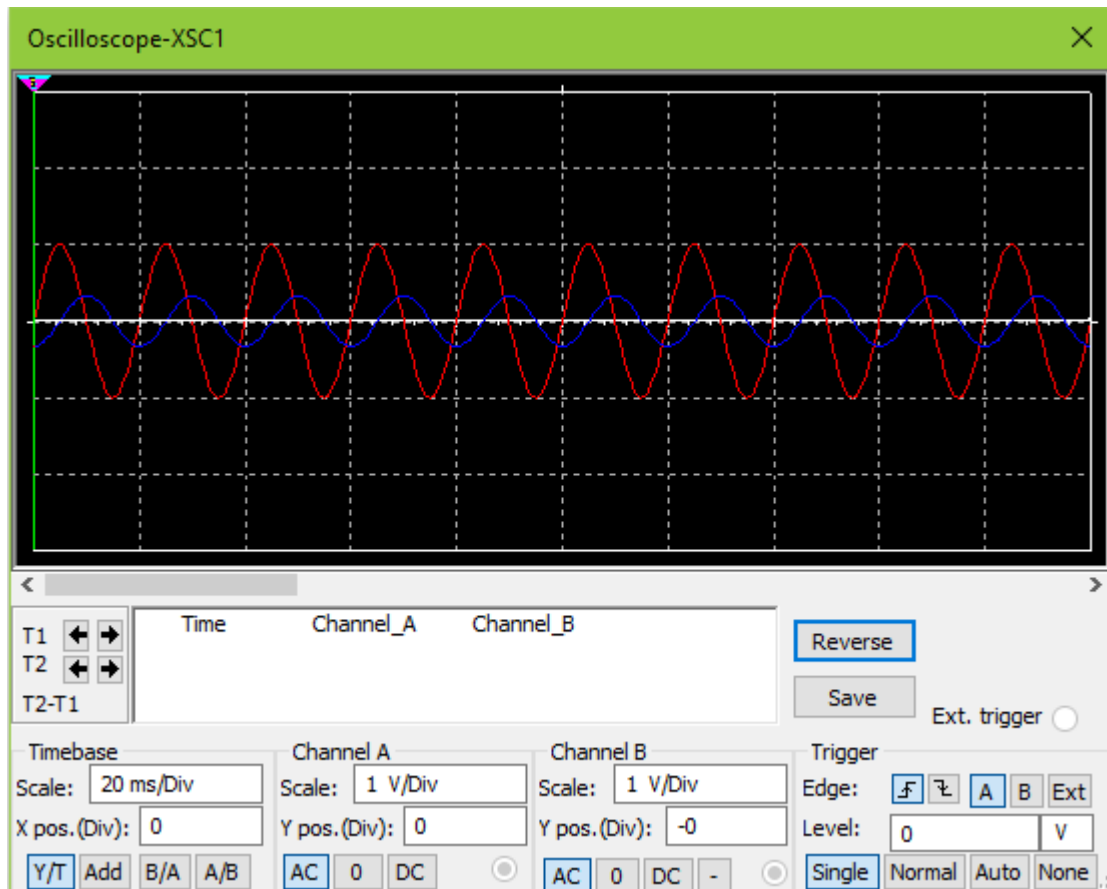 Oscilloscope-XSC1
T1
T2
T2-T1
Time Channel_A Channel_B
Reverse
Save
Ext. trigger
Timebase
Scale: 20 ms/Div
X pos.(Div): 0
Y/T Add B/A A/B
Channel A
Scale: 1 V/Div
Y pos.(Div): 0
AC 0 DC
Channel B
Scale: 1 V/Div
Y pos.(Div): -0
AC 0 DC -
Trigger
Edge: A B Ext
Level: 0 V
Single Normal Auto None